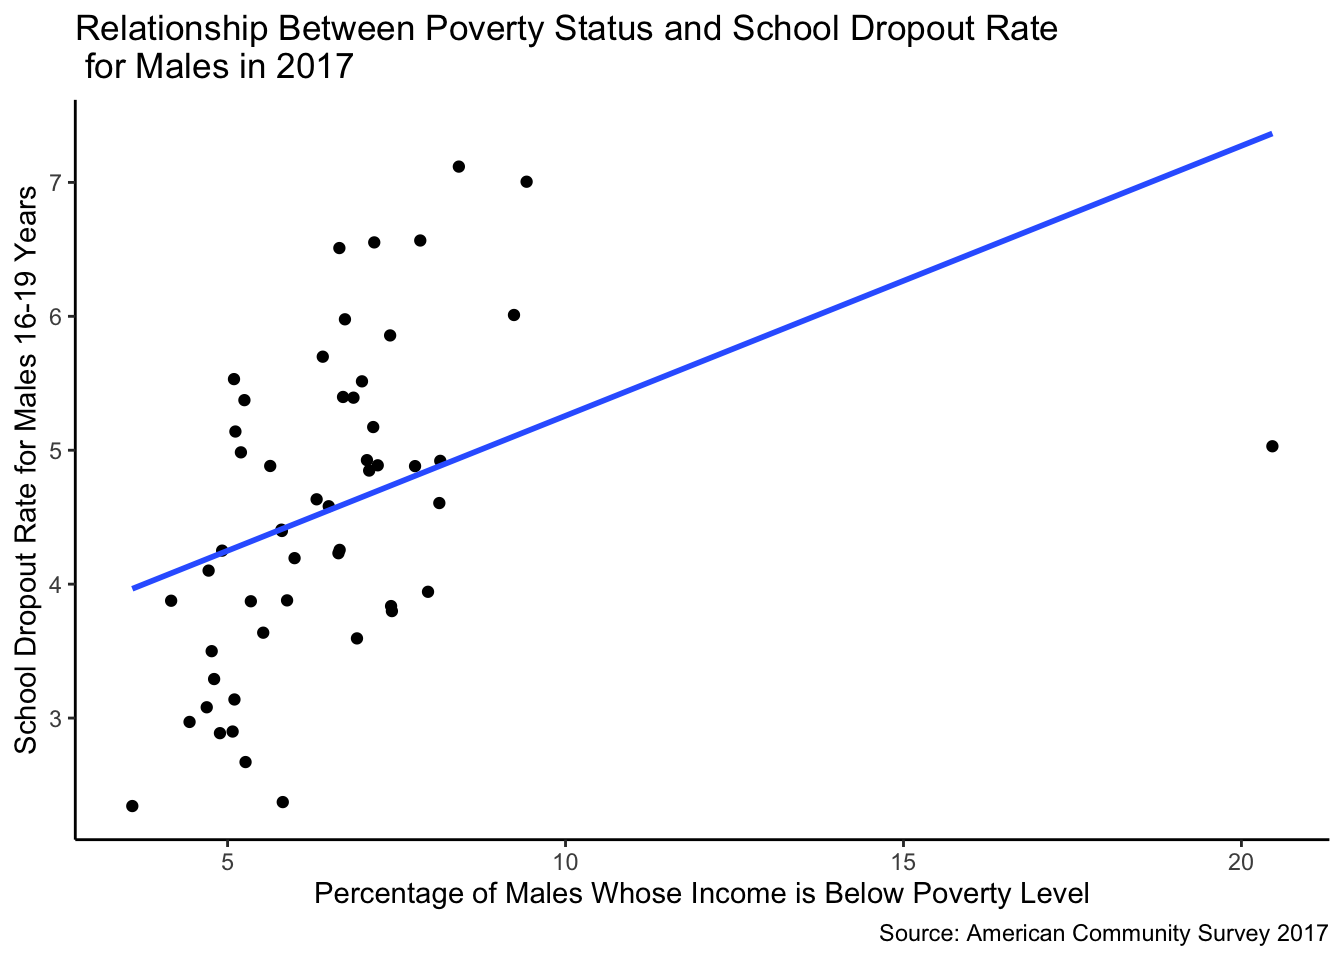 Relationship Between Poverty Status and School Dropout Rate
for Males in 2017
School Dropout Rate for Males 16-19 Years
7
6
5
4
3
5 10 15 20
Percentage of Males Whose Income is Below Poverty Level
Source: American Community Survey 2017